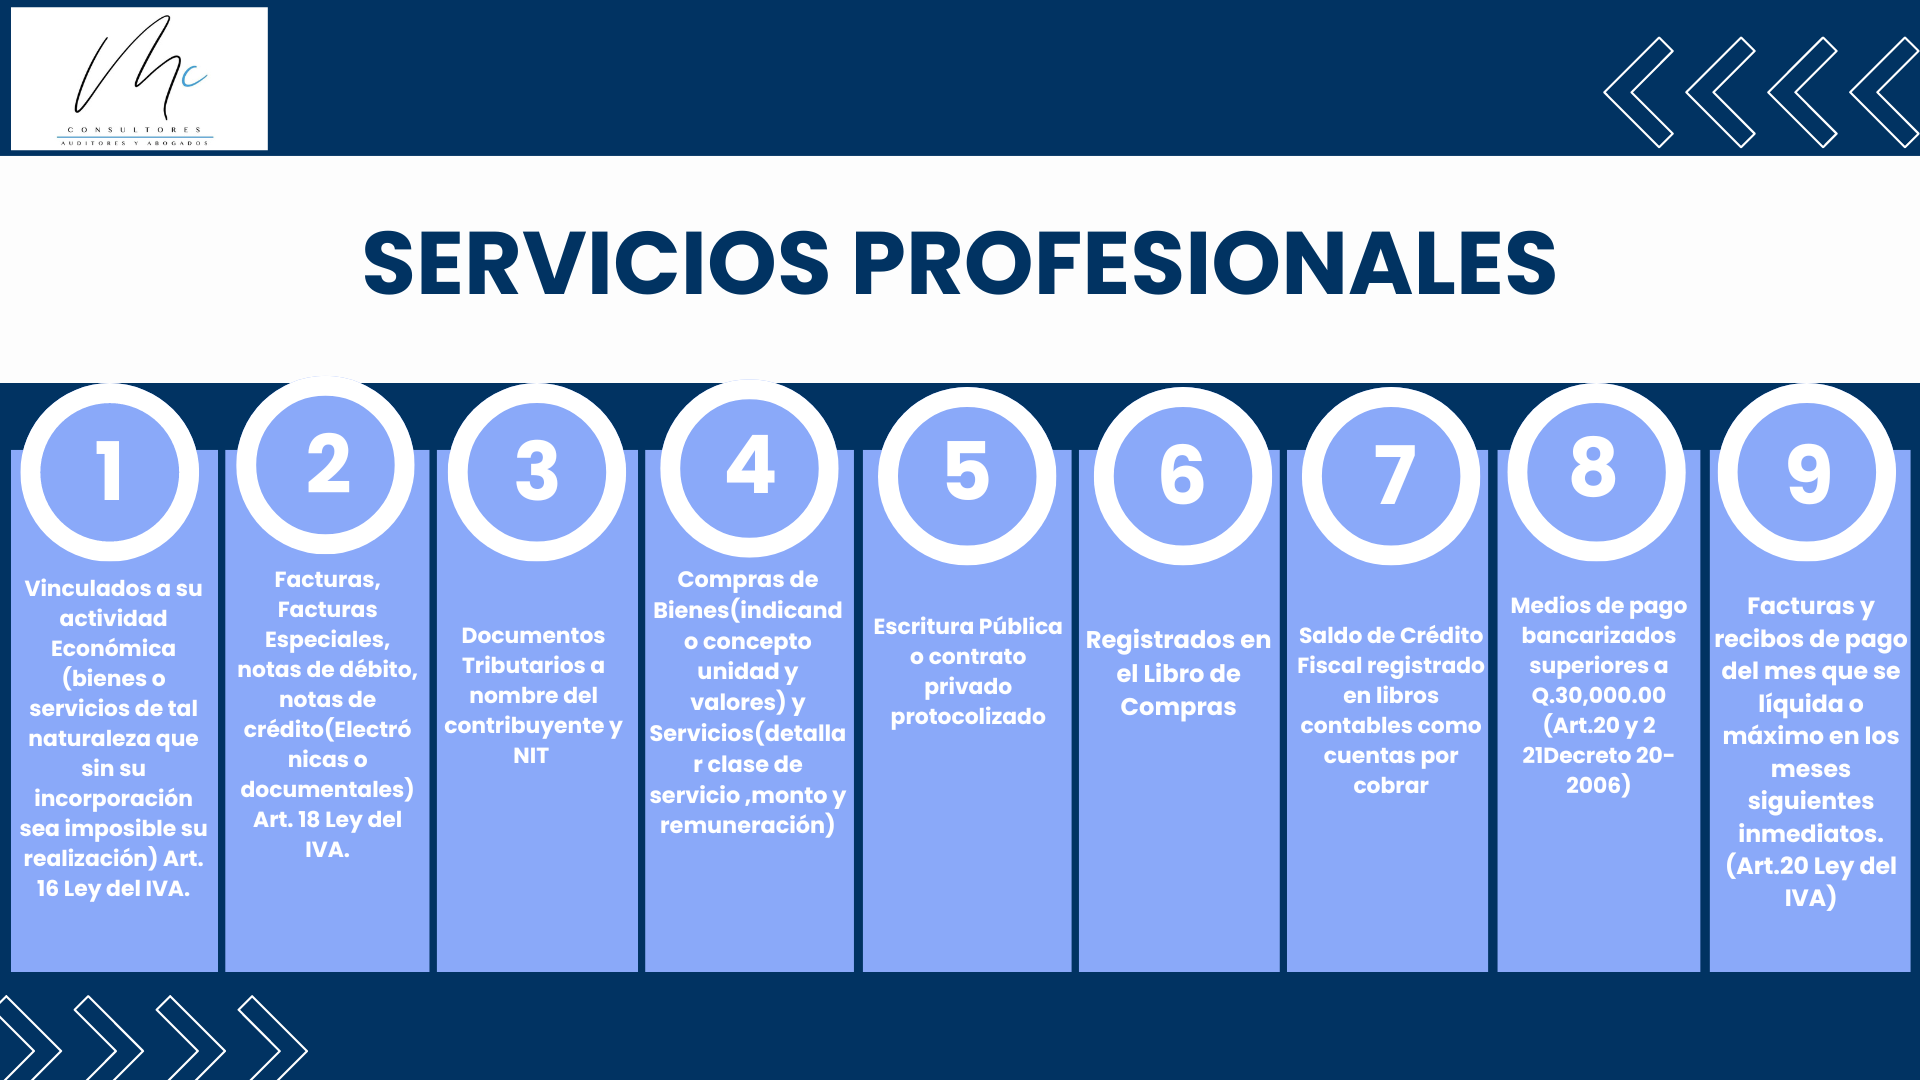 Mc
CONSULTORES
AUDITORES Y ABOGADOS
SERVICIOS PROFESIONALES
1
Vinculados a su
actividad
Económica
(bienes o
servicios de tal
naturaleza que
sin su
incorporación
sea imposible su
realización) Art.
16 Ley del IVA.
2
Facturas,
Facturas
Especiales,
notas de débito,
notas de
crédito(Electró
nicas o
documentales)
Art. 18 Ley del
IVA.
3
Documentos
Tributarios a
nombre del
contribuyente y
NIT
4
Compras de
Bienes(indicand
o concepto
unidad y
valores) y
Servicios(detalla
r clase de
servicio ,monto y
remuneración)
5
Escritura Pública
o contrato
privado
protocolizado
6
Registrados en
el Libro de
Compras
7
Saldo de Crédito
Fiscal registrado
en libros
contables como
cuentas por
cobrar
8
Medios de pago
bancarizados
superiores a
Q.30,000.00
(Art.20 y 2
21Decreto 20-
2006)
9
Facturas y
recibos de pago
del mes que se
líquida o
máximo en los
meses
siguientes
inmediatos.
(Art.20 Ley del
IVA)